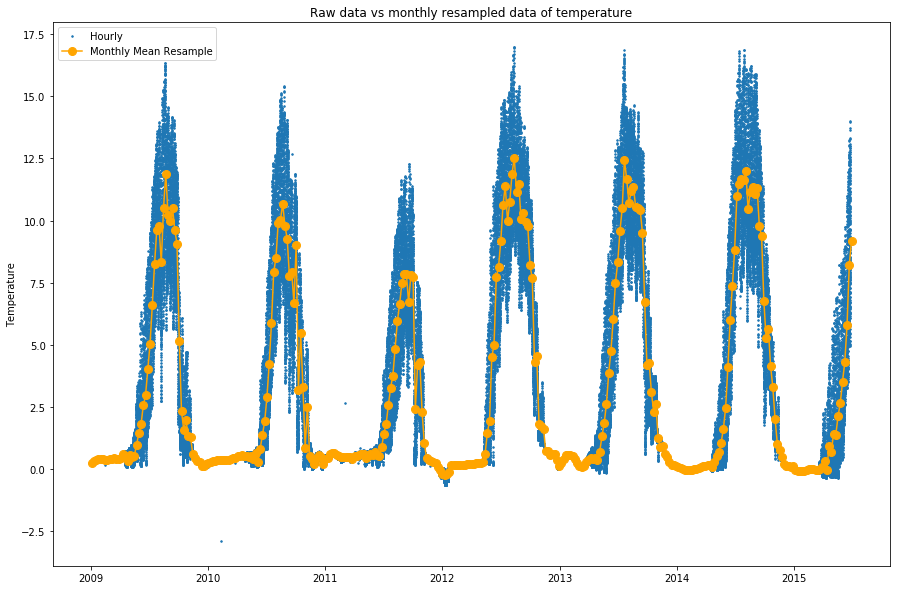 Raw data vs monthly resampled data of temperature
Hourly
Monthly Mean Resample
17.5
15.0
12.5
10.0
7.5
5.0
2.5
0.0
−2.5
Temperature
2009 2010 2011 2012 2013 2014 2015